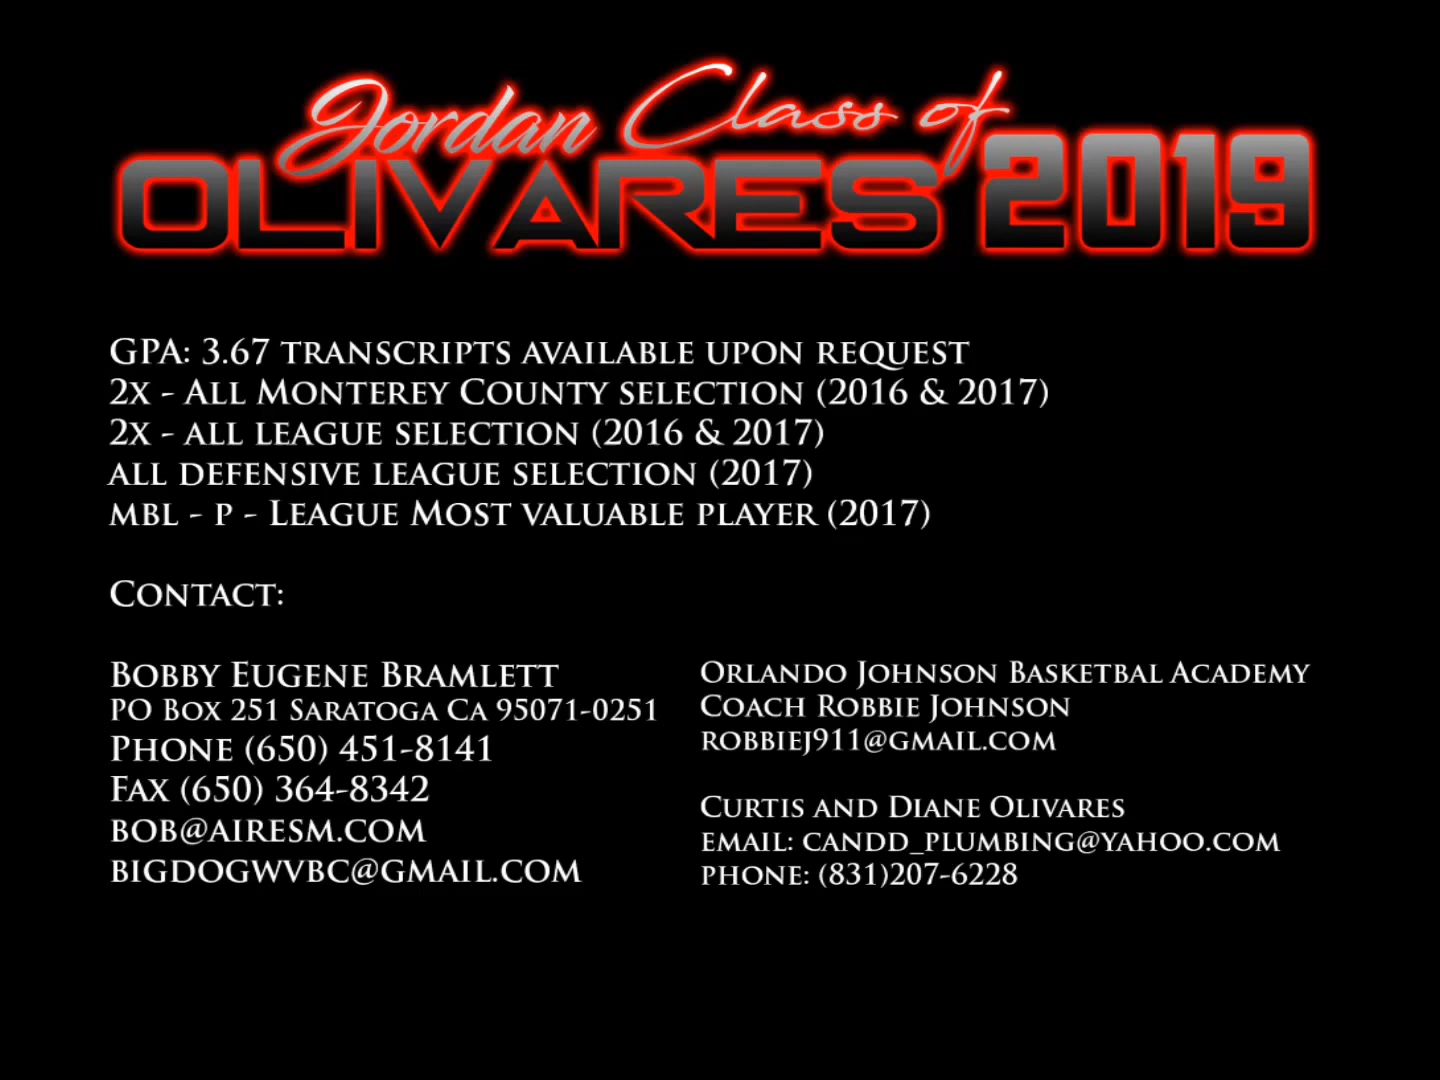 Jordan Class of
OLIVARES 2019
GPA: 3.67 transcripts available upon request
2x - All Monterey County selection (2016 & 2017)
2x - all league selection (2016 & 2017)
all defensive league selection (2017)
mbl - p - League Most valuable player (2017)
Contact:
Bobby Eugene Bramlett
PO Box 251 Saratoga Ca 95071-0251
Phone (650) 451-8141
Fax (650) 364-8342
bob@airesm.com
bigdogwvbc@gmail.com
Orlando Johnson Basketbal Academy
Coach Robbie Johnson
robbiej911@gmail.com
Curtis and Diane Olivares
email: candd_plumbing@yahoo.com
phone: (831)207-6228